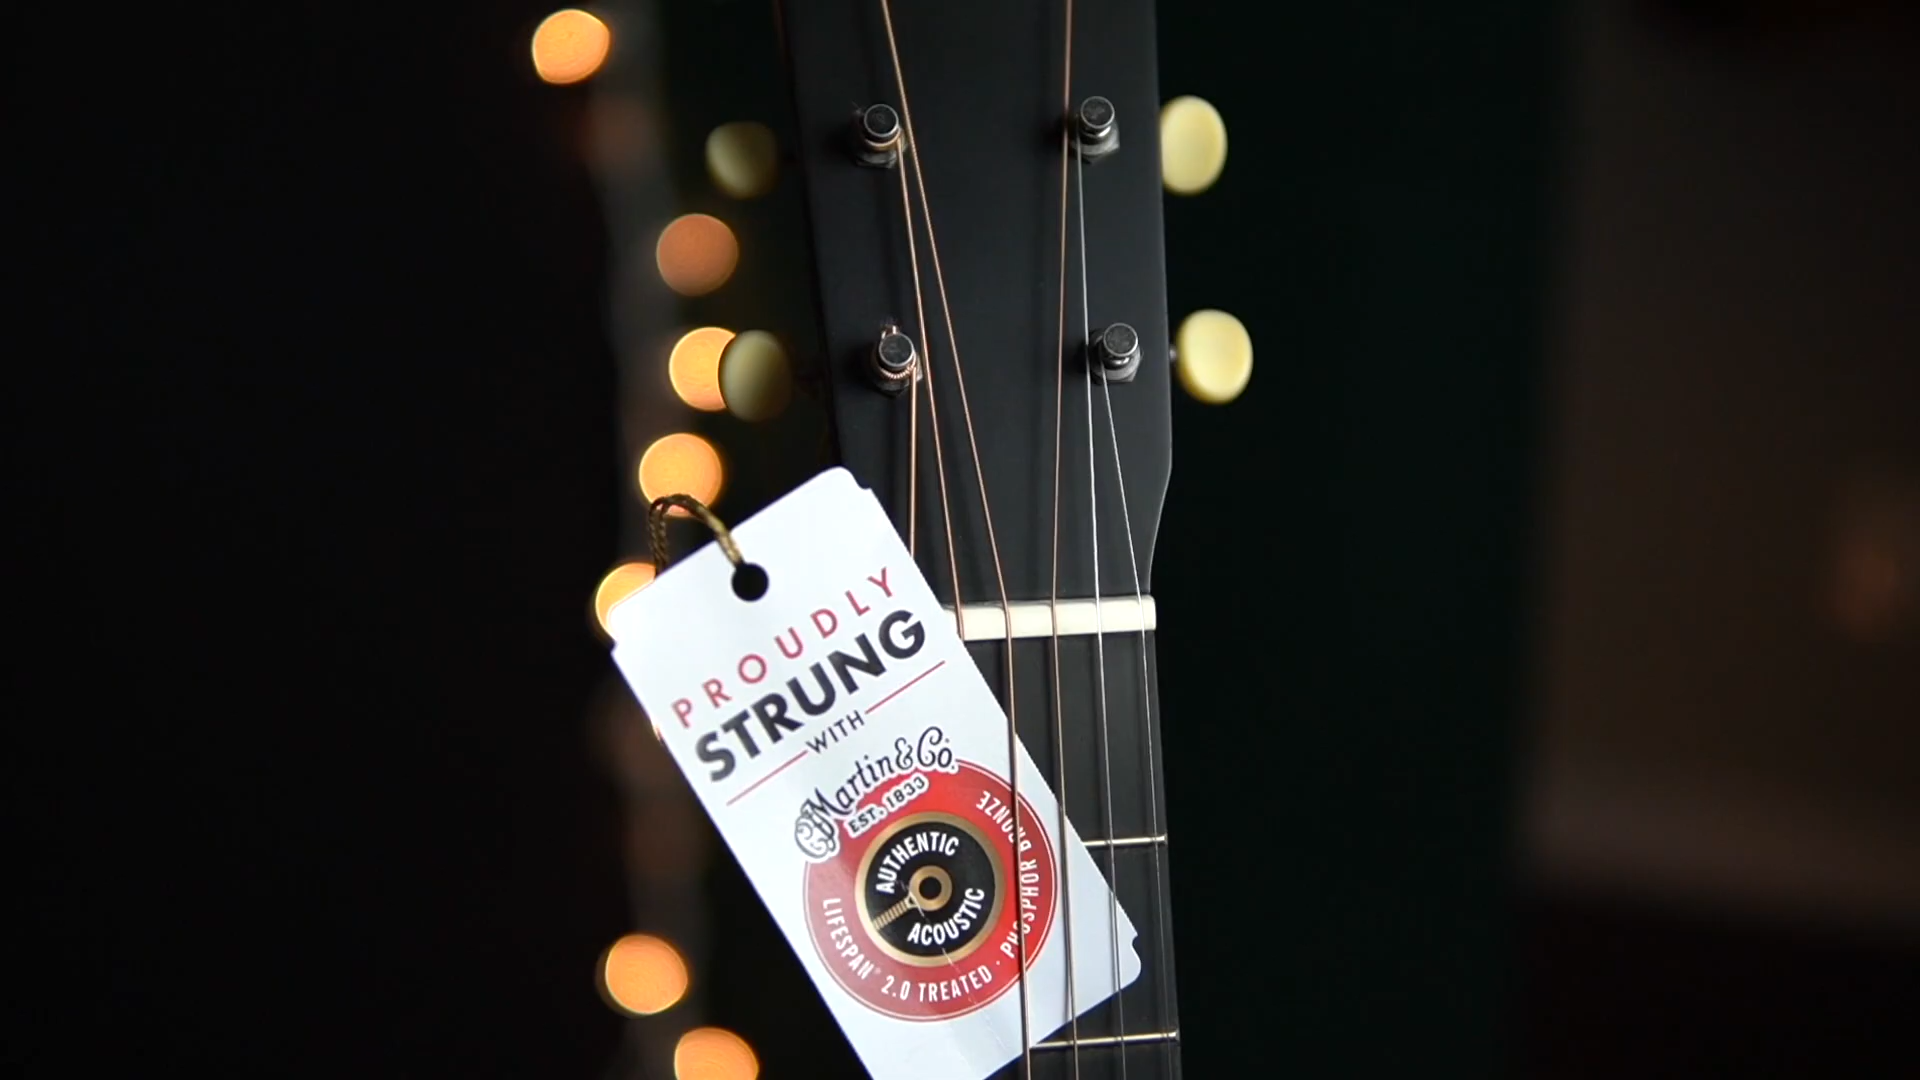 PROUDLY
STRUNG
WITH
C.F. Martin & Co.
EST. 1833
AUTHENTIC
ACOUSTIC
LIFESPAN® 2.0 TREATED · PHOSPHOR BRONZE